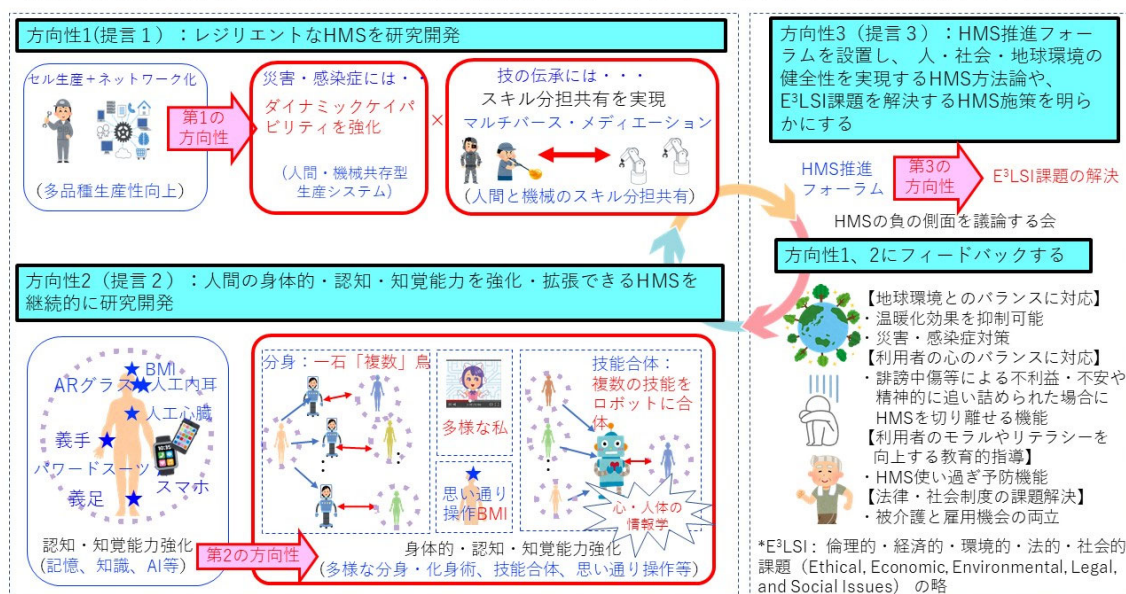 方向性1(提言１)：レジリエントなHMSを研究開発
セル生産＋ネットワーク化
(多品種生産性向上)
第1の
方向性
災害・感染症には・・
ダイナミックケイパ
ビリティを強化
(人間・機械共存型
生産システム)
×
技の伝承には・・・
スキル分担共有を実現
マルチバース・メディエーション
(人間と機械のスキル分担共有)
方向性2（提言２）：人間の身体的・認知・知覚能力を強化・拡張できるHMSを
継続的に研究開発
BMI
ARグラス
人工内耳
人工心臓
義手
パワードスーツ
スマホ
義足
認知・知覚能力強化
(記憶、知識、AI等)
第2の方向性
分身：一石「複数」鳥
多様な私
思い通り
操作BMI
技能合体：
複数の技能を
ロボットに合
体
心・人体の
情報学
身体的・認知・知覚能力強化
(多様な分身・化身術、技能合体、思い通り操作等)
方向性3（提言３）：HMS推進フォー
ラムを設置し、 人・社会・地球環境の
健全性を実現するHMS方法論や、
E³LSI課題を解決するHMS施策を明ら
かにする
HMS推進
フォーラム
第3の
方向性
E³LSI課題の解決
HMSの負の側面を議論する会
方向性1、2にフィードバックする
【地球環境とのバランスに対応】
・温暖化効果を抑制可能
・災害・感染症対策
【利用者の心のバランスに対応】
・誹謗中傷等による不利益・不安や
精神的に追い詰められた場合に
HMSを切り離せる機能
【利用者のモラルやリテラシーを
向上する教育的指導】
・HMS使い過ぎ予防機能
【法律・社会制度の課題解決】
・被介護と雇用機会の両立
*E³LSI：倫理的・経済的・環境的・法的・社会的
課題（Ethical, Economic, Environmental, Legal,
and Social Issues） の略